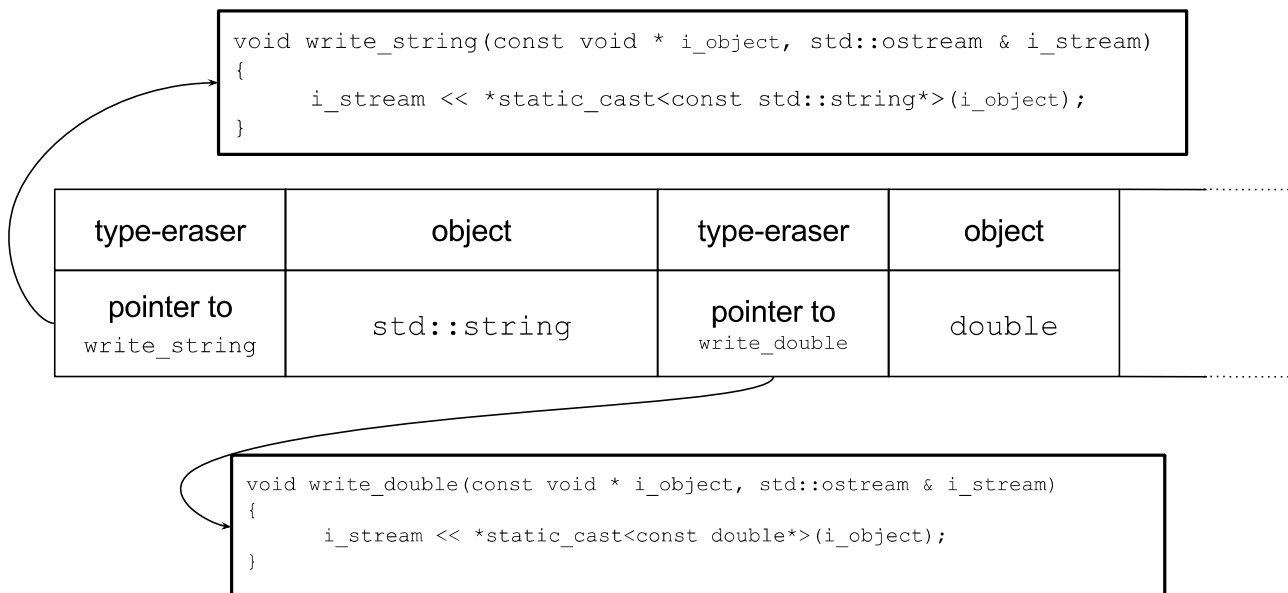 void write_string(const void * i_object, std::ostream & i_stream)
{
i_stream << *static_cast<const std::string*>(i_object);
}
type-eraser object type-eraser object
pointer to pointer to
write_string std::string write_double double
void write_double(const void * i_object, std::ostream & i_stream)
{
i_stream << *static_cast<const double*>(i_object);
}